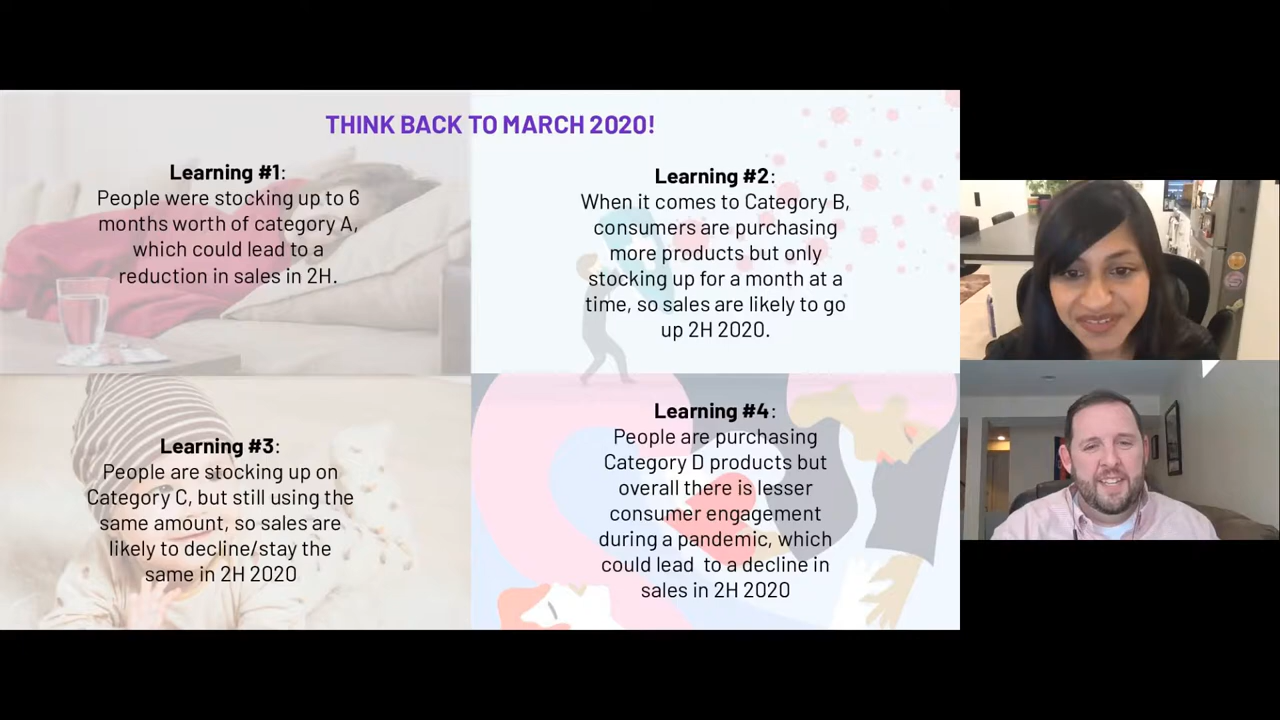 THINK BACK TO MARCH 2020!
Learning #1:
People were stocking up to 6
months worth of category A,
which could lead to a
reduction in sales in 2H.
Learning #2:
When it comes to Category B,
consumers are purchasing
more products but only
stocking up for a month at a
time, so sales are likely to go
up 2H 2020.
Learning #3:
People are stocking up on
Category C, but still using the
same amount, so sales are
likely to decline/stay the
same in 2H 2020
Learning #4:
People are purchasing
Category D products but
overall there is lesser
consumer engagement
during a pandemic, which
could lead  to a decline in
sales in 2H 2020